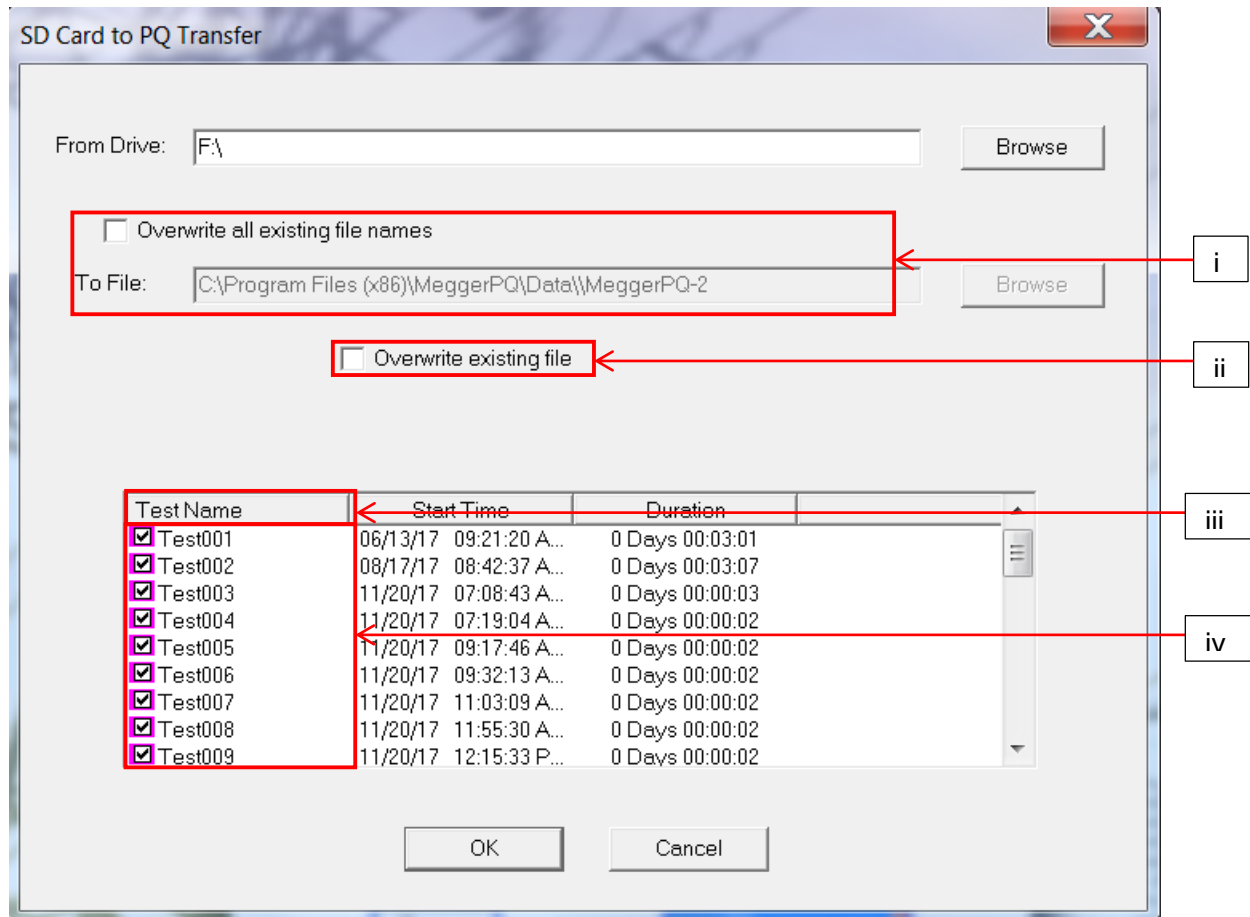 SD Card to PQ Transfer
From Drive: F:\ Browse
Overwrite all existing file names
i
To File: C:\Program Files (x86)\MeggerPQ\Data\\MeggerPQ-2 Browse
Overwrite existing file
ii
Test Name Start Time Duration
iii
Test001 06/13/17 09:21:20 A... 0 Days 00:03:01
Test002 08/17/17 08:42:37 A... 0 Days 00:03:07
Test003 11/20/17 07:08:43 A... 0 Days 00:00:03
Test004 11/20/17 07:19:04 A... 0 Days 00:00:02
Test005 11/20/17 09:17:46 A... 0 Days 00:00:02
iv
Test006 11/20/17 09:32:13 A... 0 Days 00:00:02
Test007 11/20/17 11:03:09 A... 0 Days 00:00:02
Test008 11/20/17 11:55:30 A... 0 Days 00:00:02
Test009 11/20/17 12:15:33 P... 0 Days 00:00:02
OK Cancel